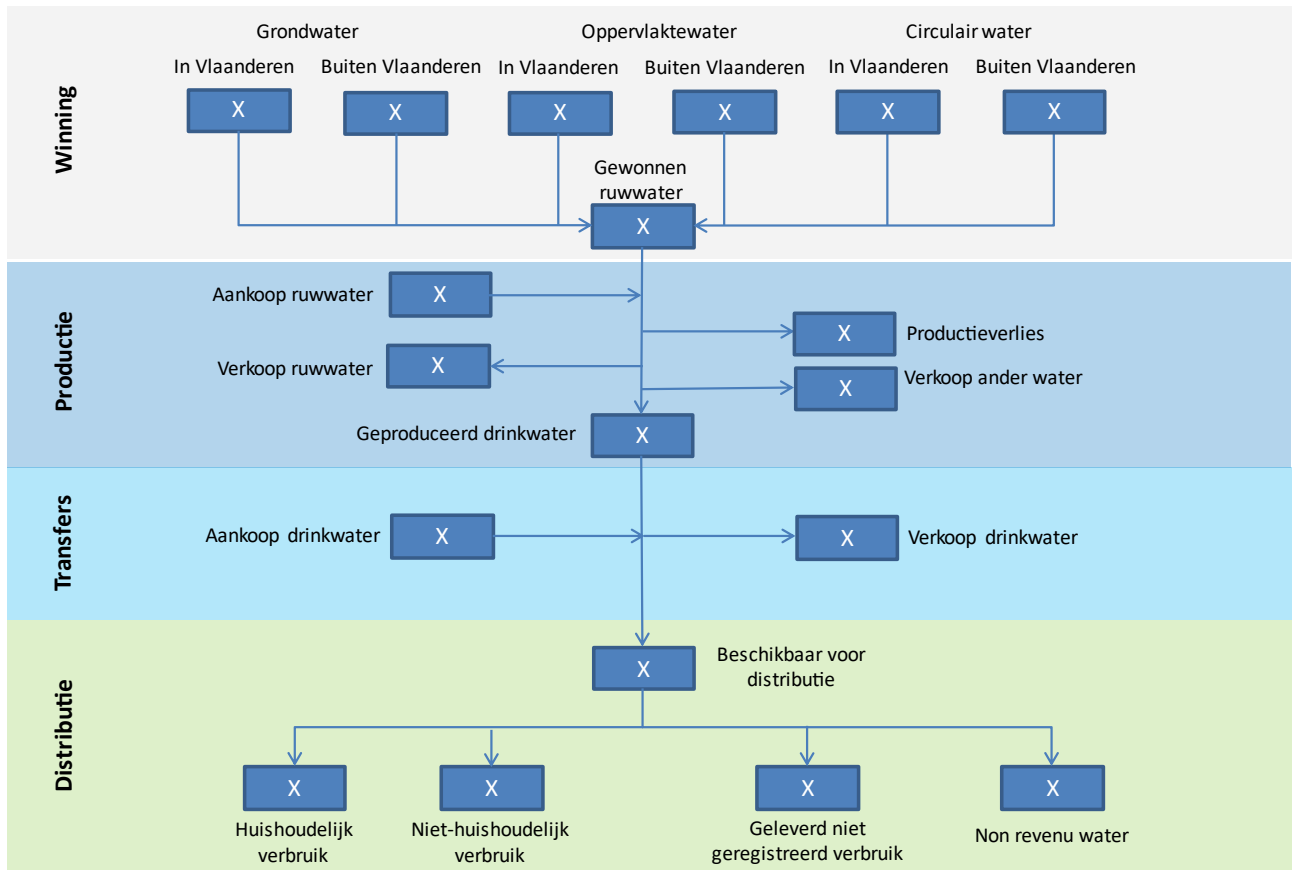 Winning
Grondwater
Oppervlaktewater
Circulair water
In Vlaanderen
Buiten Vlaanderen
In Vlaanderen
Buiten Vlaanderen
In Vlaanderen
Buiten Vlaanderen
X
X
X
X
X
X
Gewonnen
ruwwater
X
Productie
Aankoop ruwwater
X
X
Productieverlies
Verkoop ruwwater
X
X
Verkoop ander water
Geproduceerd drinkwater
X
Transfers
Aankoop drinkwater
X
X
Verkoop drinkwater
Distributie
X
Beschikbaar voor
distributie
X
X
X
X
Huishoudelijk
verbruik
Niet-huishoudelijk
verbruik
Geleverd niet
geregistreerd verbruik
Non revenu water